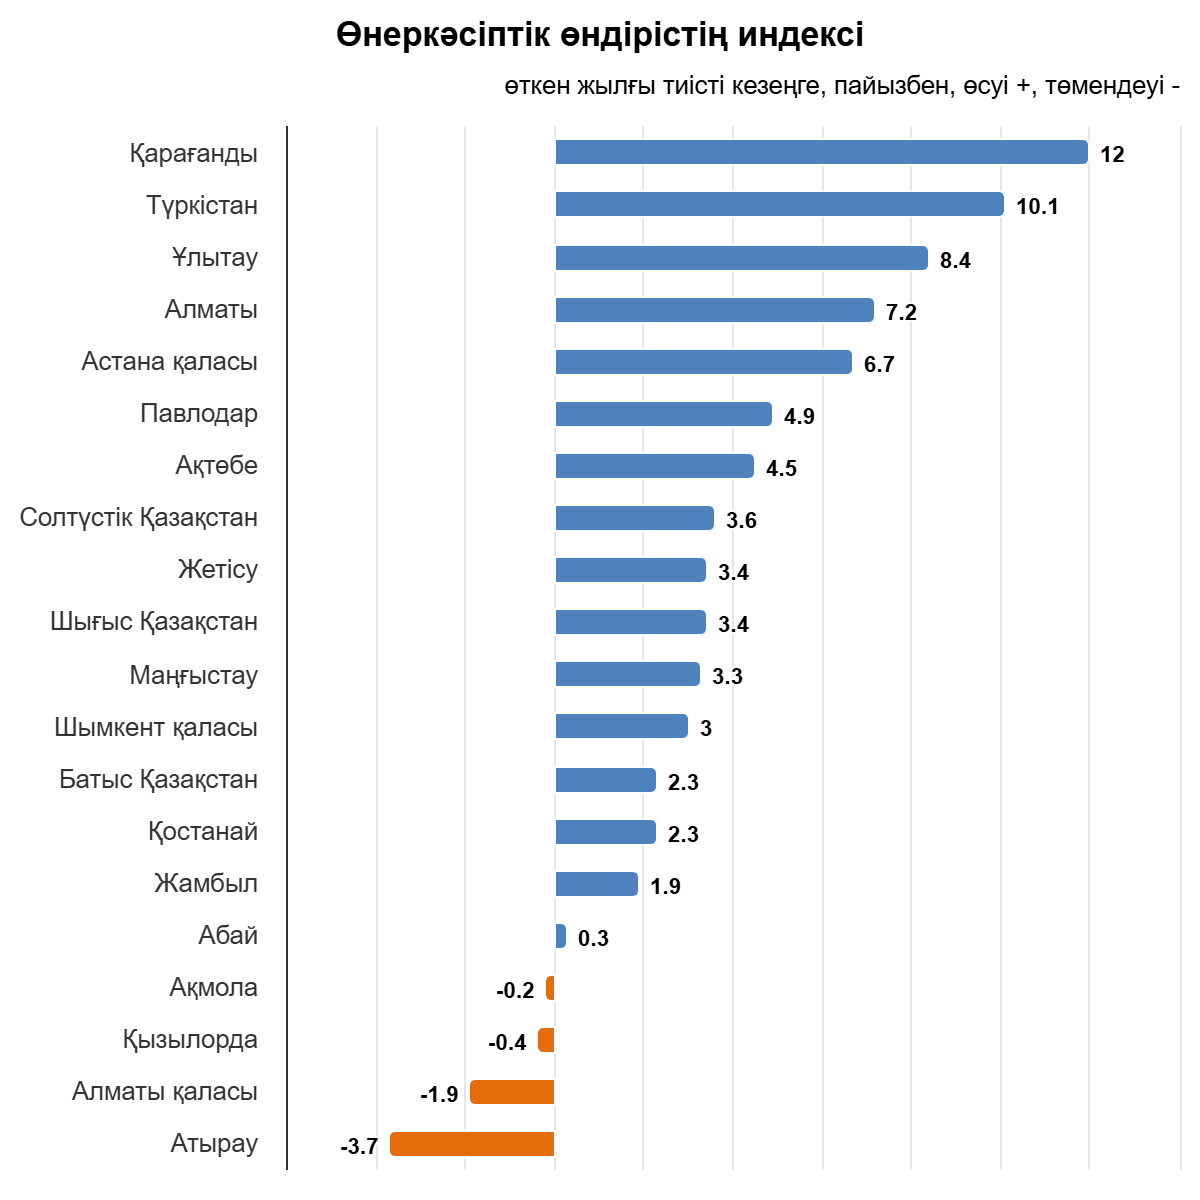 Өнеркәсіптік өндірістің индексі
өткен жылғы тиісті кезеңге, пайызбен, өсуі +, төмендеуі -
Қарағанды 12
Түркістан 10.1
Ұлытау 8.4
Алматы 7.2
Астана қаласы 6.7
Павлодар 4.9
Ақтөбе 4.5
Солтүстік Қазақстан 3.6
Жетісу 3.4
Шығыс Қазақстан 3.4
Маңғыстау 3.3
Шымкент қаласы 3
Батыс Қазақстан 2.3
Қостанай 2.3
Жамбыл 1.9
Абай 0.3
Ақмола -0.2
Қызылорда -0.4
Алматы қаласы -1.9
Атырау -3.7